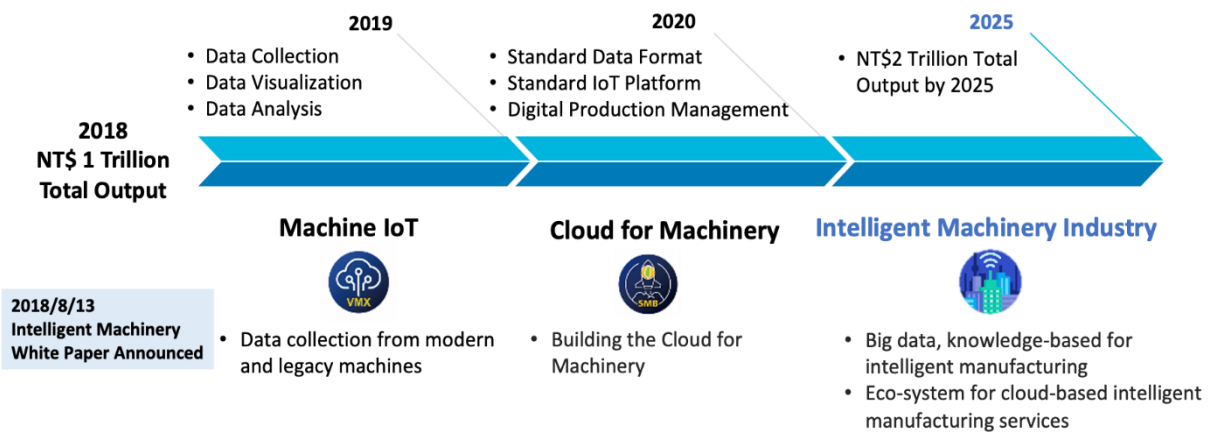 2019
• Data Collection
• Data Visualization
• Data Analysis
2020
• Standard Data Format
• Standard IoT Platform
• Digital Production Management
2025
• NT$2 Trillion Total
Output by 2025
2018
NT$ 1 Trillion
Total Output
Machine IoT
VMX
• Data collection from modern
and legacy machines
Cloud for Machinery
SMB
• Building the Cloud for
Machinery
Intelligent Machinery Industry
• Big data, knowledge-based for
intelligent manufacturing
• Eco-system for cloud-based intelligent
manufacturing services
2018/8/13
Intelligent Machinery
White Paper Announced